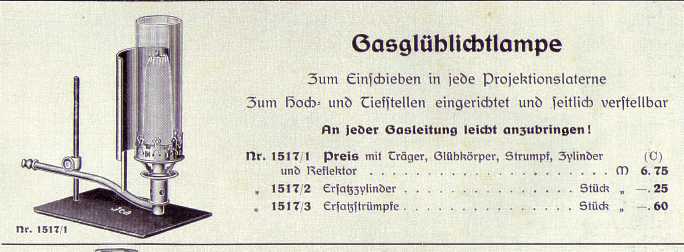 Gasglühlichtlampe
Zum Einschieben in jede Projektionslaterne
Zum Hoch- und Tiefstellen eingerichtet und seitlich verstellbar
An jeder Gasleitung leicht anzubringen!
Nr. 1517/1 Preis mit Träger, Glühkörper, Strumpf, Zylinder (C)
und Reflektor . . . . . . . . . . . . . . . . . . M 6.75
„ 1517/2 Ersatzzylinder . . . . . . . . . . . . . Stück „ —.25
„ 1517/3 Ersatzstrümpfe . . . . . . . . . . . . . Stück „ —.60
Nr. 1517/1